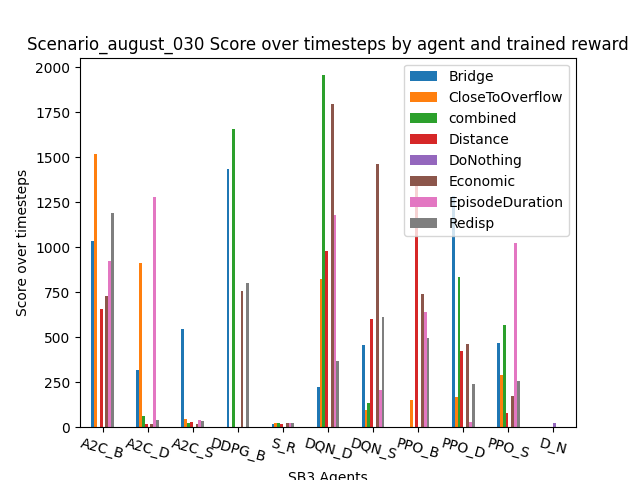 Scenario_august_030 Score over timesteps by agent and trained reward
2000
1750
1500
1250
1000
750
500
250
0
Score over timesteps
Bridge
CloseToOverflow
combined
Distance
DoNothing
Economic
EpisodeDuration
Redisp
A2C_B A2C_D A2C_S DDPG_B S_R DQN_D DQN_S PPO_B PPO_D PPO_S D_N
SB3 Agents